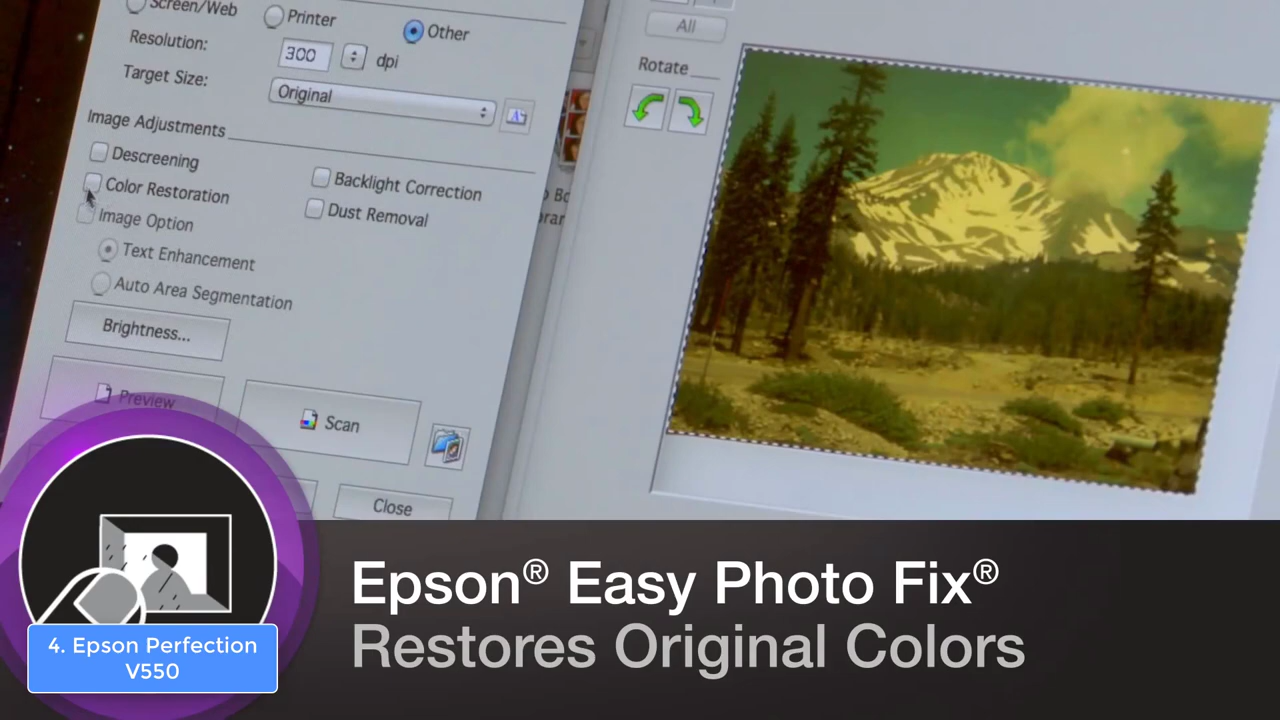 Screen/Web
Printer
Other
Resolution:
300
dpi
Target Size:
Original
Image Adjustments
Descreening
Backlight Correction
Color Restoration
Dust Removal
Image Option
Text Enhancement
Auto Area Segmentation
Brightness...
Preview
Scan
Close
All
Rotate
Epson® Easy Photo Fix®
Restores Original Colors
4. Epson Perfection
V550